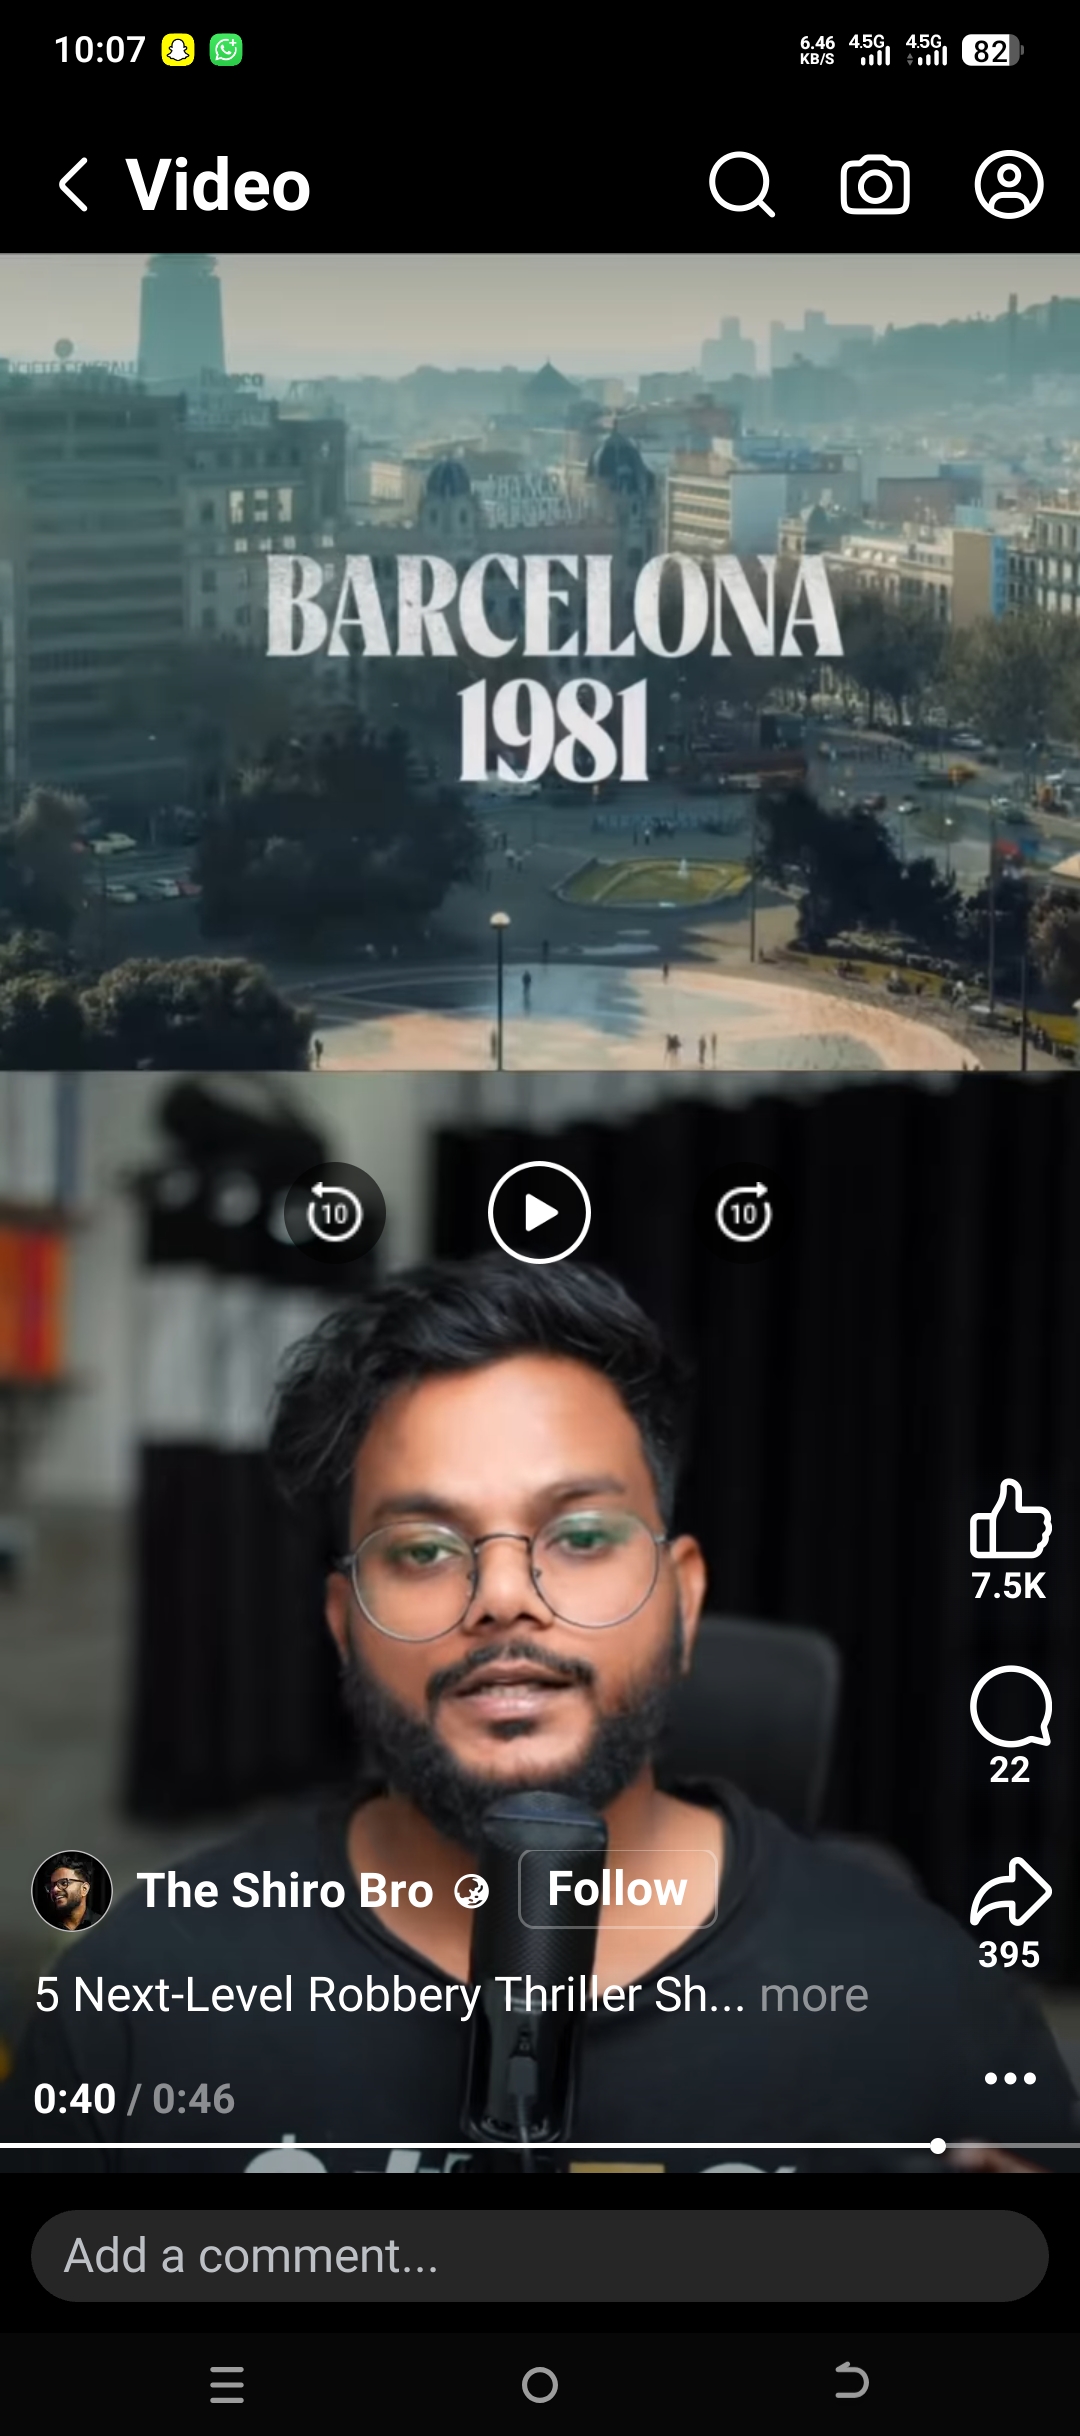 10:07
6.46
KB/S
4.5G
4.5G
82
Video
BARCELONA
1981
10
10
7.5K
22
The Shiro Bro
Follow
395
5 Next-Level Robbery Thriller Sh... more
0:40 / 0:46
Add a comment...